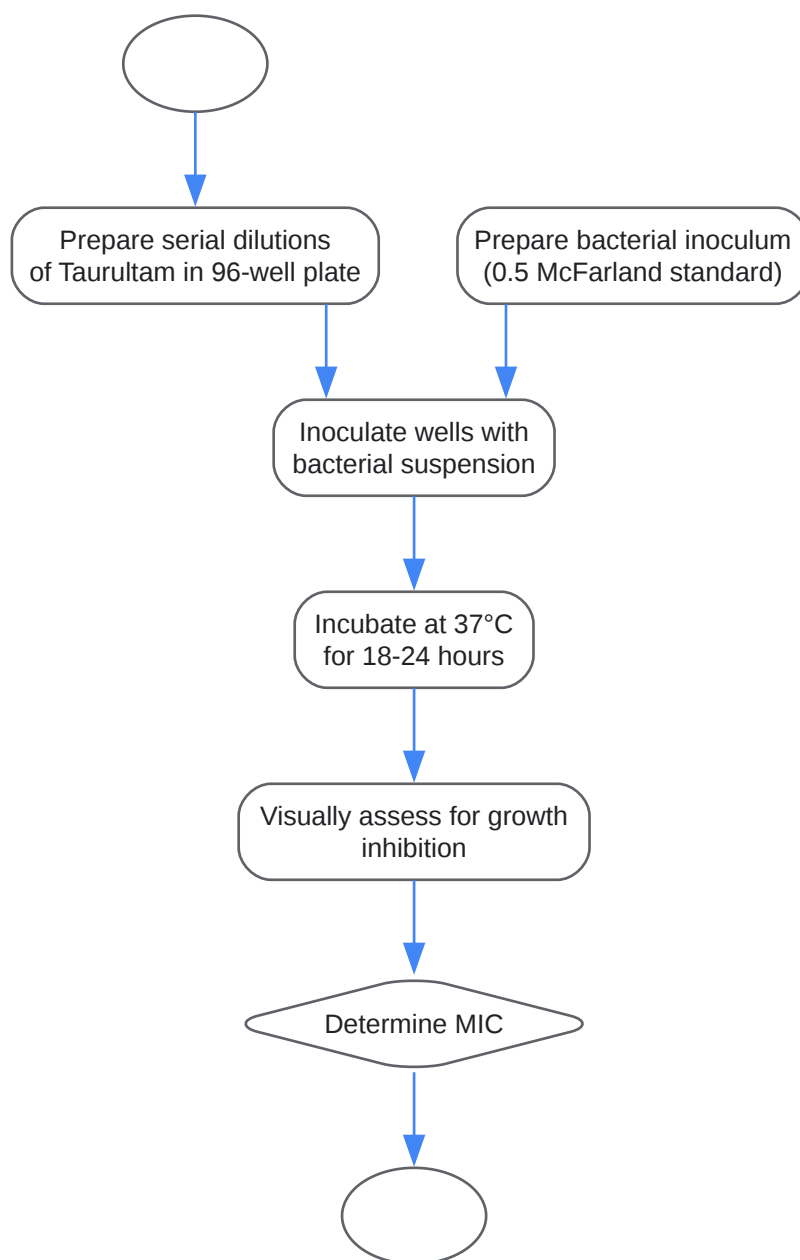 Prepare serial dilutions
of Taurultam in 96-well plate
Prepare bacterial inoculum
(0.5 McFarland standard)
Inoculate wells with
bacterial suspension
Incubate at 37°C
for 18-24 hours
Visually assess for growth
inhibition
Determine MIC